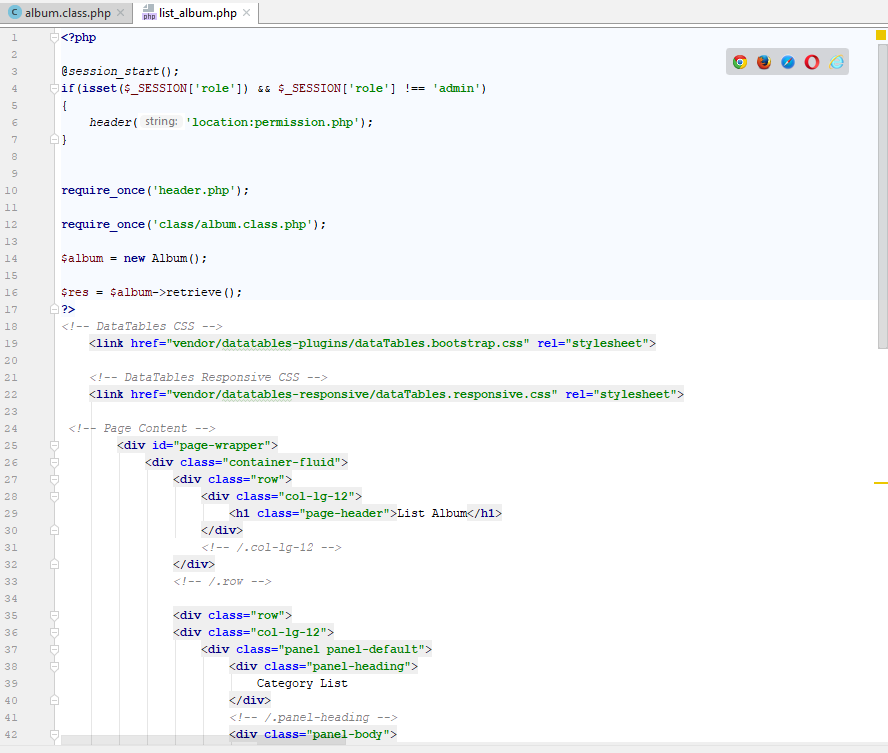 album.class.php
list_album.php
1 <?php
2
3 @session_start();
4 if(isset($_SESSION['role']) && $_SESSION['role'] !== 'admin')
5 {
6 header( string: 'location:permission.php');
7 }
8
9
10 require_once('header.php');
11
12 require_once('class/album.class.php');
13
14 $album = new Album();
15
16 $res = $album->retrieve();
17 ?>
18 <!-- DataTables CSS -->
19 <link href="vendor/datatables-plugins/dataTables.bootstrap.css" rel="stylesheet">
20
21 <!-- DataTables Responsive CSS -->
22 <link href="vendor/datatables-responsive/dataTables.responsive.css" rel="stylesheet">
23
24 <!-- Page Content -->
25 <div id="page-wrapper">
26 <div class="container-fluid">
27 <div class="row">
28 <div class="col-lg-12">
29 <h1 class="page-header">List Album</h1>
30 </div>
31 <!-- /.col-lg-12 -->
32 </div>
33 <!-- /.row -->
34
35 <div class="row">
36 <div class="col-lg-12">
37 <div class="panel panel-default">
38 <div class="panel-heading">
39 Category List
40 </div>
41 <!-- /.panel-heading -->
42 <div class="panel-body">